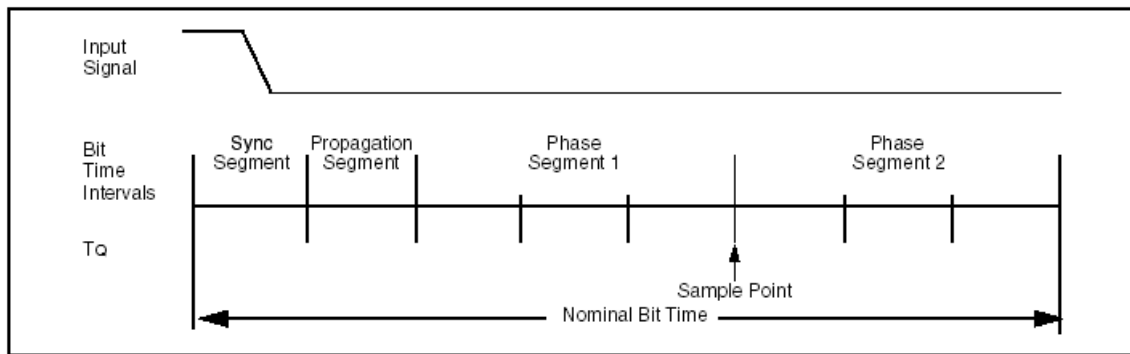 Input
Signal
Bit
Time
Intervals
Sync
Segment
Propagation
Segment
Phase
Segment 1
Phase
Segment 2
TQ
Sample Point
Nominal Bit Time